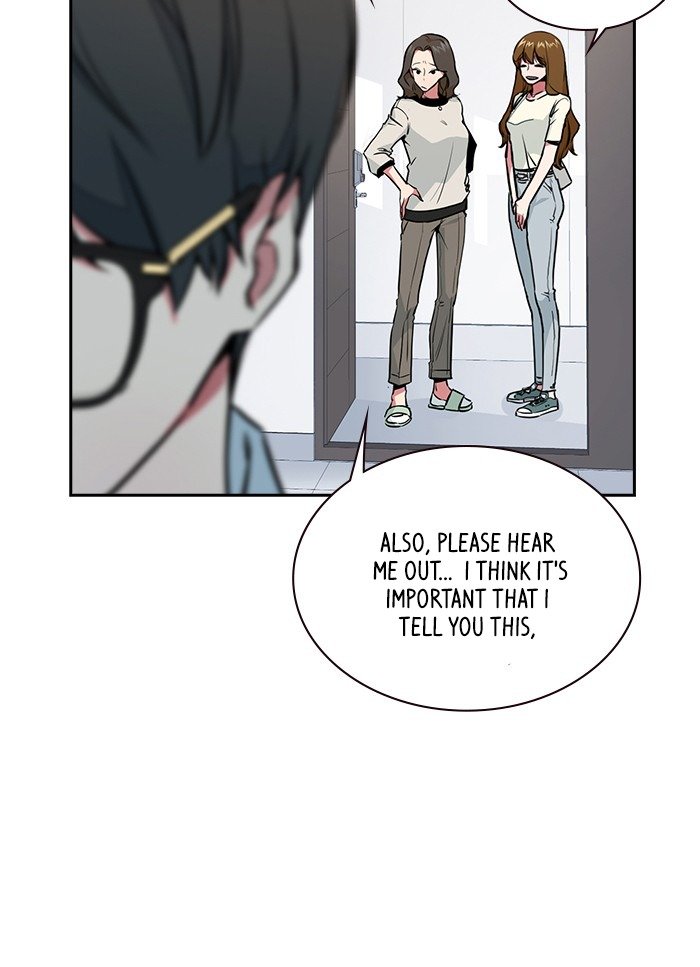 ALSO, PLEASE HEAR
ME OUT... I THINK IT'S
IMPORTANT THAT I
TELL YOU THIS,